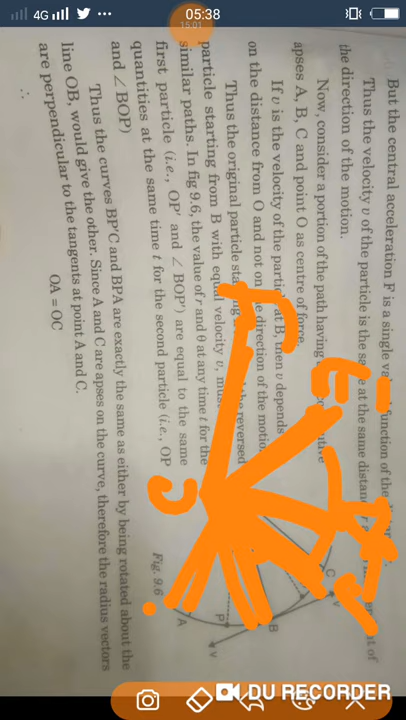 4G
05:38
15:01
But the central acceleration F is a single function of the
Thus the velocity v of the particle is the at the same distan
the direction of the motion.
Now, consider a portion of the path having
apses A, B, C and point O as centre of force.
If v is the velocity of the parti at B, then v depends
on the distance from O and not on direction of the motio
Thus the original particle sta the reversed
particle starting from B with equal velocity v, must
similar paths. In fig 9.6, the value of r and θ at any time t for the
first particle (i.e., OP′ and ∠ BOP′) are equal to the same
quantities at the same time t for the second particle (i.e., OP
and ∠ BOP)
Thus the curves BP′C and BPA are exactly the same as either by being rotated about the
line OB, would give the other. Since A and C are apses on the curve, therefore the radius vectors
are perpendicular to the tangents at point A and C.
∴ OA = OC
C
v
B
P
A
v
Fig. 9.6
DU RECORDER